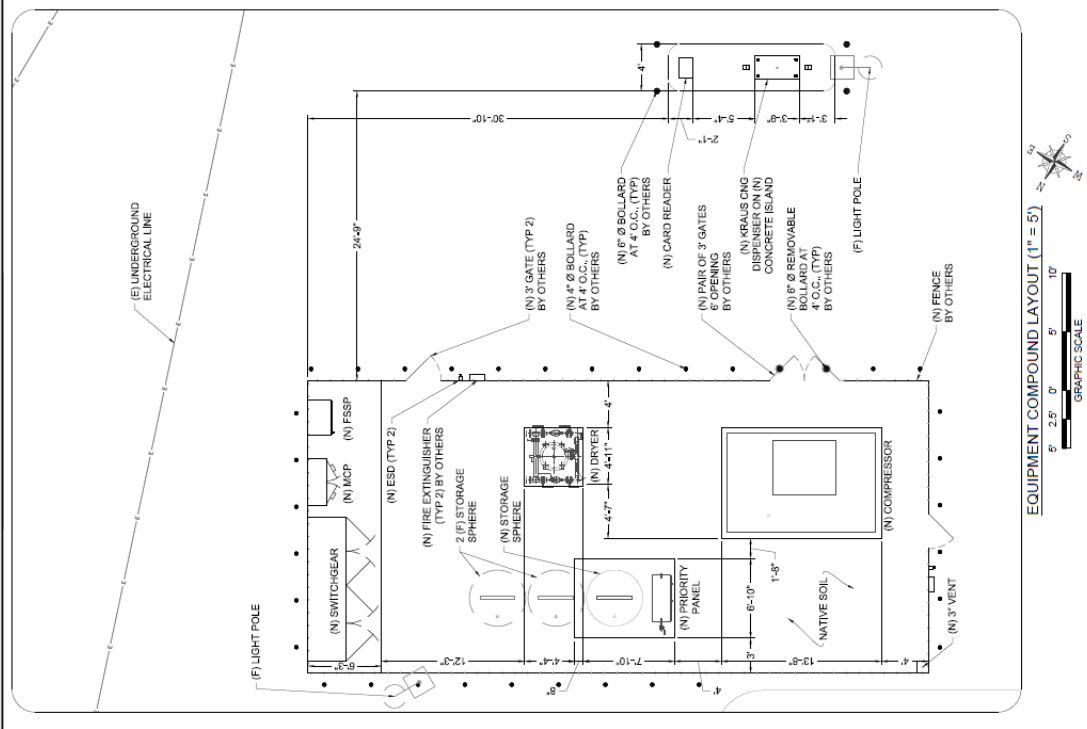 (E) UNDERGROUND
ELECTRICAL LINE
24'-9"
30'-10"
4'
2'-1"
5'-4"
3'-9"
3'-1"
(N) 6" Ø BOLLARD
AT 4' O.C., (TYP)
BY OTHERS
(N) CARD READER
(N) KRAUS CNG
DISPENSER ON (N)
CONCRETE ISLAND
(F) LIGHT POLE
(N) 3' GATE (TYP 2)
BY OTHERS
(N) 4" Ø BOLLARD
AT 4' O.C., (TYP)
BY OTHERS
(N) PAIR OF 3' GATES
6' OPENING
BY OTHERS
(N) 6" Ø REMOVABLE
BOLLARD AT
4' O.C., (TYP)
BY OTHERS
(N) FENCE
BY OTHERS
(F) LIGHT POLE
(N) SWITCHGEAR
(N) MCP
(N) FSSP
(N) ESD (TYP 2)
(N) FIRE EXTINGUISHER
(TYP 2) BY OTHERS
2 (F) STORAGE
SPHERE
(N) STORAGE
SPHERE
(N) DRYER
(N) PRIORITY
PANEL
(N) COMPRESSOR
NATIVE SOIL
(N) 3" VENT
6'-3"
12'-3"
4'-4"
8"
7'-10"
4'
13'-8"
4'
3'
6'-10"
1'-8"
4'-7"
4'-11"
4'
N
E
S
W
EQUIPMENT COMPOUND LAYOUT (1" = 5')
5'
2.5'
0'
5'
10'
GRAPHIC SCALE